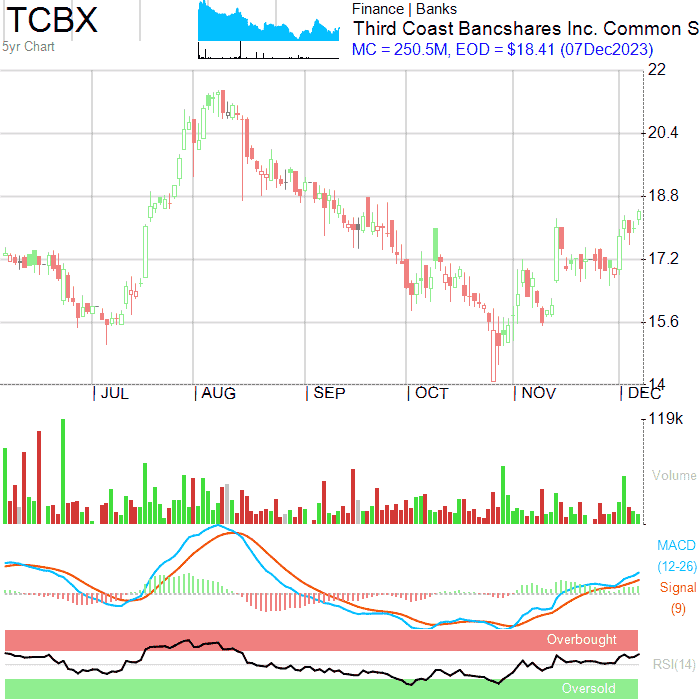 TCBX
5yr Chart
Finance | Banks
Third Coast Bancshares Inc. Common S
MC = 250.5M, EOD = $18.41 (07Dec2023)
22
20.4
18.8
17.2
15.6
14
JUL AUG SEP OCT NOV DEC
119k
Volume
MACD
(12-26)
Signal
(9)
Overbought
RSI(14)
Oversold